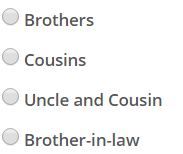 Brothers
Cousins
Uncle and Cousin
Brother-in-law